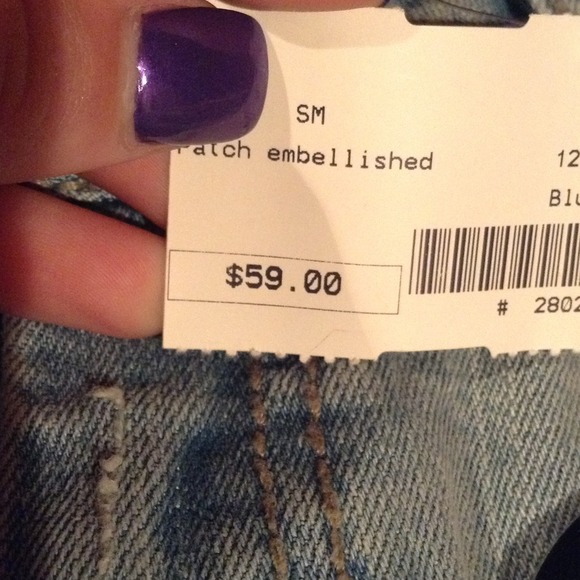 SM
Patch embellished 12
Blu
$59.00
# 2802